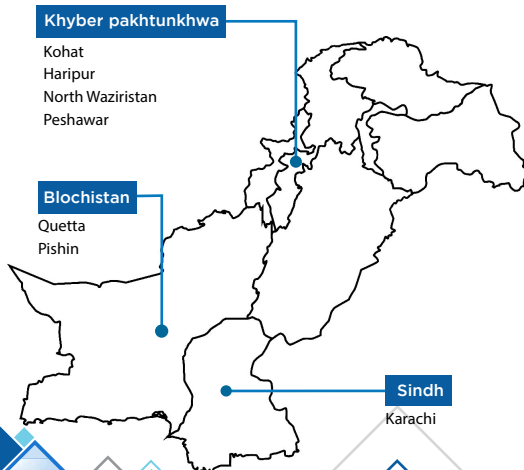 Khyber pakhtunkhwa
Kohat
Haripur
North Waziristan
Peshawar
Blochistan
Quetta
Pishin
Sindh
Karachi